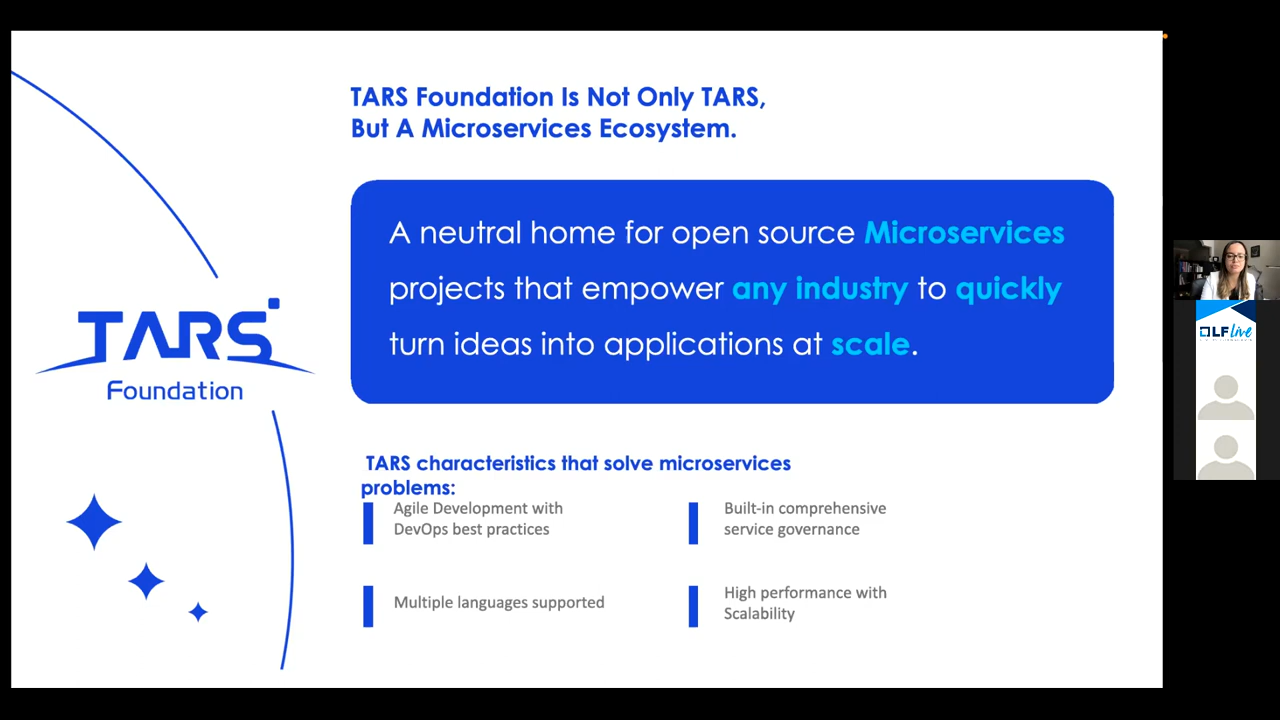 TARS Foundation Is Not Only TARS,
But A Microservices Ecosystem.
A neutral home for open source Microservices
projects that empower any industry to quickly
turn ideas into applications at scale.
TARS
Foundation
TARS characteristics that solve microservices
problems:
Agile Development with
DevOps best practices
Built-in comprehensive
service governance
Multiple languages supported
High performance with
Scalability
LF Live